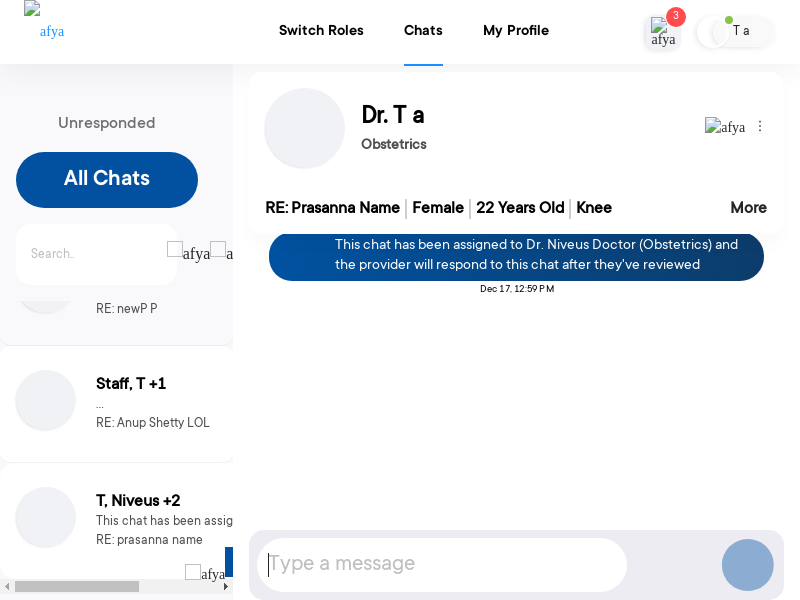 afya
Switch Roles
Chats
My Profile
afya
3
T a
Unresponded
All Chats
Search..
afya
a
RE: newP P
Staff, T +1
...
RE: Anup Shetty LOL
T, Niveus +2
This chat has been assig
RE: prasanna name
afya
Dr. T a
Obstetrics
afya
RE: Prasanna Name
Female
22 Years Old
Knee
More
This chat has been assigned to Dr. Niveus Doctor (Obstetrics) and
the provider will respond to this chat after they've reviewed
Dec 17, 12:59 PM
Type a message